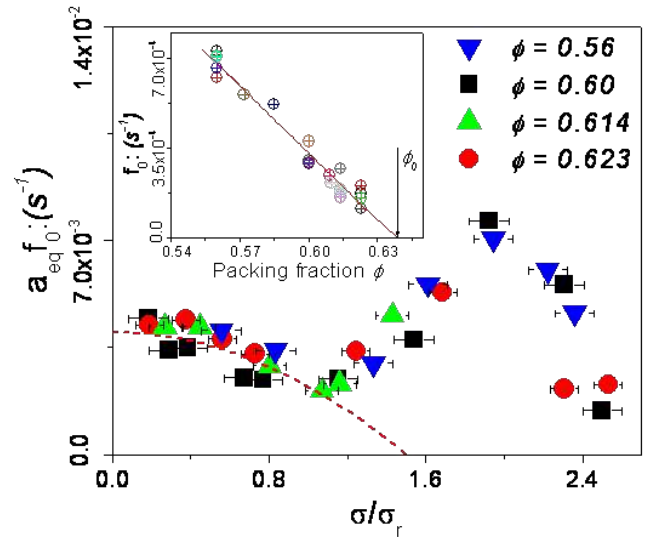 1.4x10⁻²
7.0x10⁻³
0.0
a_eq f₀:(s⁻¹)
0.0
0.8
1.6
2.4
σ/σ_r
ϕ = 0.56
ϕ = 0.60
ϕ = 0.614
ϕ = 0.623
7.0x10⁻⁴
3.5x10⁻⁴
0.0
f₀:(s⁻¹)
ϕ₀
0.54
0.57
0.60
0.63
Packing fraction ϕ